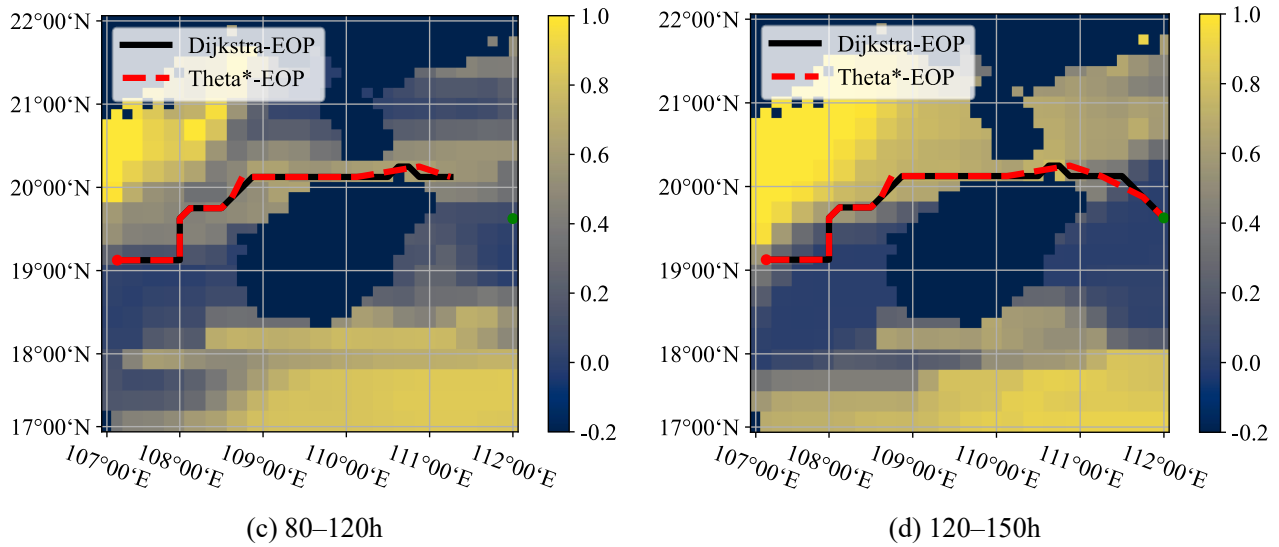 22°00‘N
21°00‘N
20°00‘N
19°00‘N
18°00‘N
17°00‘N
107°00‘E
108°00‘E
109°00‘E
110°00‘E
111°00‘E
112°00‘E
Dijkstra-EOP
Theta*-EOP
1.0
0.8
0.6
0.4
0.2
0.0
-0.2
(c) 80–120h
22°00‘N
21°00‘N
20°00‘N
19°00‘N
18°00‘N
17°00‘N
107°00‘E
108°00‘E
109°00‘E
110°00‘E
111°00‘E
112°00‘E
Dijkstra-EOP
Theta*-EOP
1.0
0.8
0.6
0.4
0.2
0.0
-0.2
(d) 120–150h